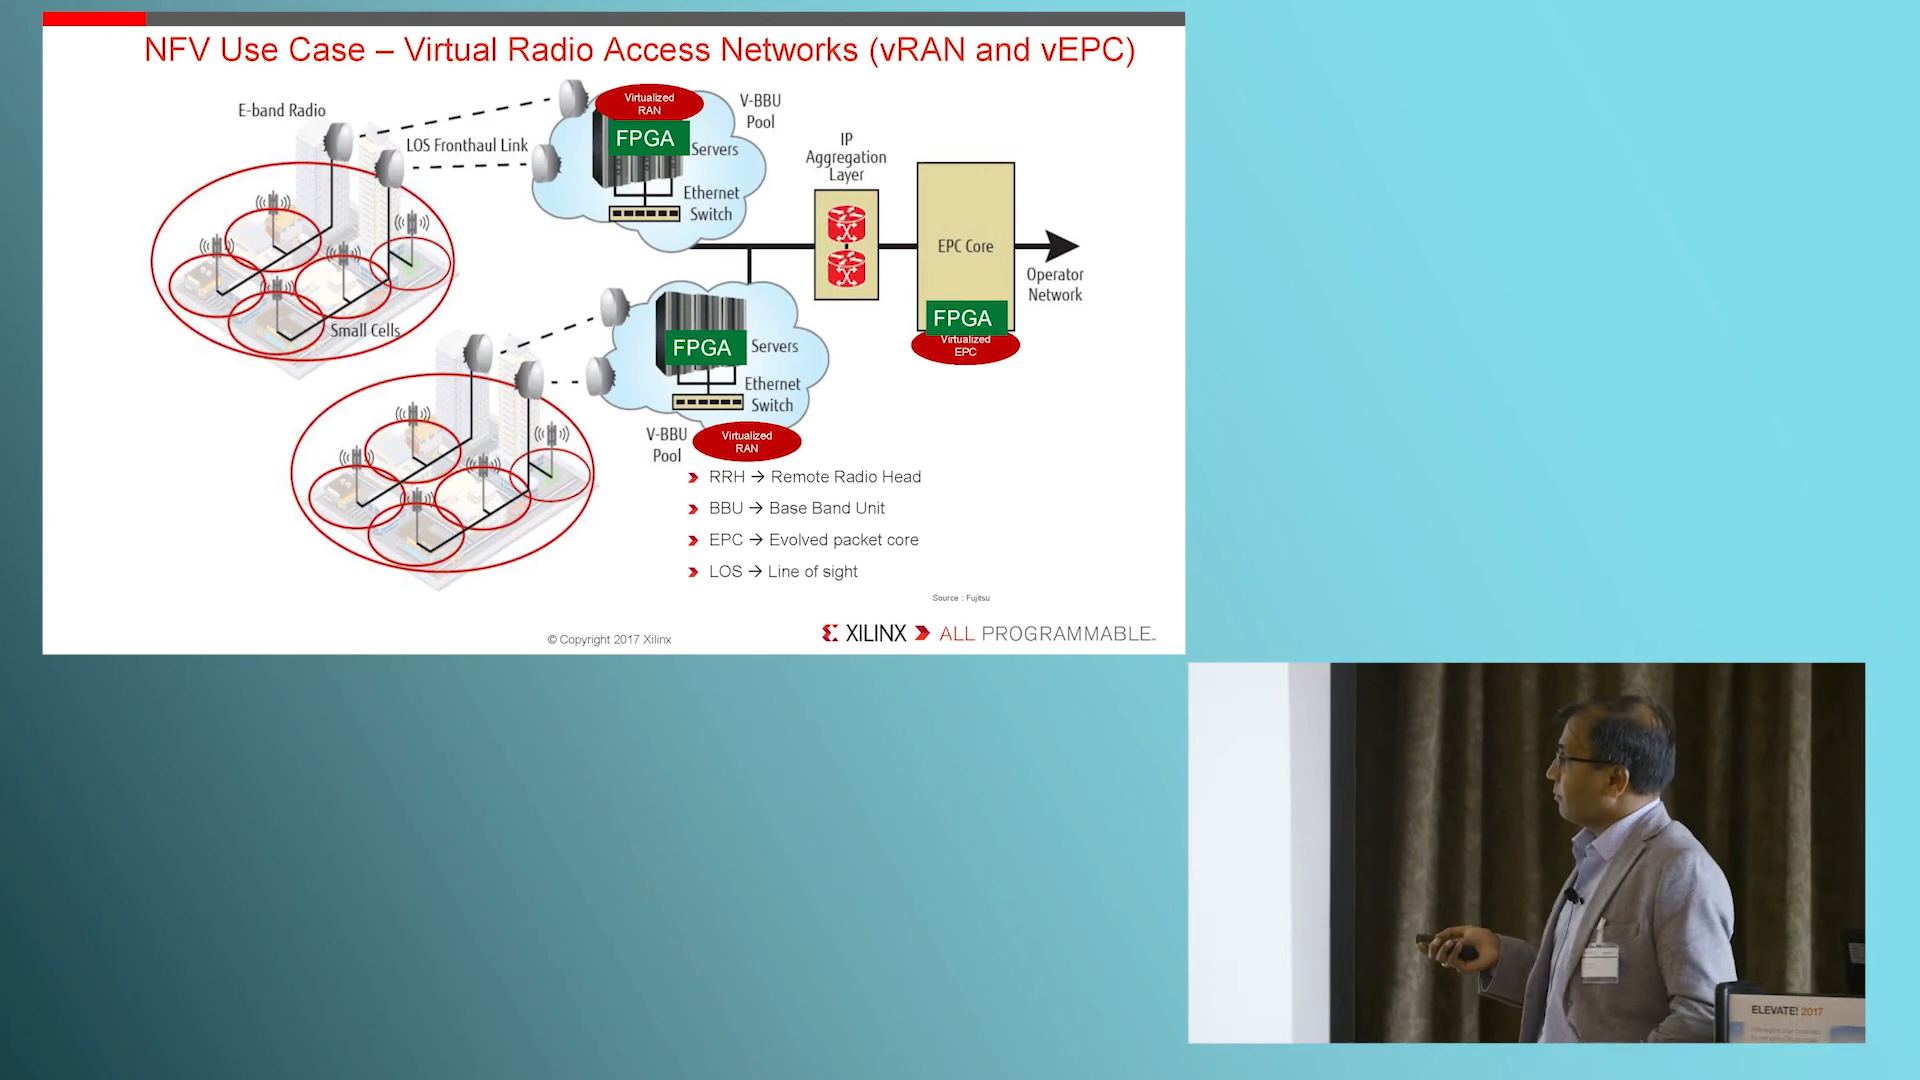 NFV Use Case – Virtual Radio Access Networks (vRAN and vEPC)
E-band Radio
LOS Fronthaul Link
Small Cells
Virtualized
RAN
FPGA
V-BBU
Pool
Servers
Ethernet
Switch
IP
Aggregation
Layer
EPC Core
FPGA
Virtualized
EPC
Operator
Network
FPGA
Servers
Ethernet
Switch
V-BBU
Pool
Virtualized
RAN
RRH → Remote Radio Head
BBU → Base Band Unit
EPC → Evolved packet core
LOS → Line of sight
Source : Fujitsu
© Copyright 2017 Xilinx
XILINX ALL PROGRAMMABLE™
ELEVATE! 2017